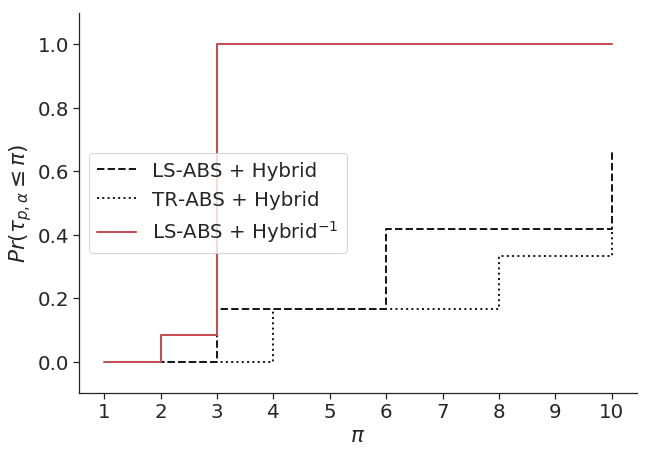 1.0
0.8
0.6
0.4
0.2
0.0
Pr(τp,α ≤ π)
LS-ABS + Hybrid
TR-ABS + Hybrid
LS-ABS + Hybrid⁻¹
1 2 3 4 5 6 7 8 9 10
π